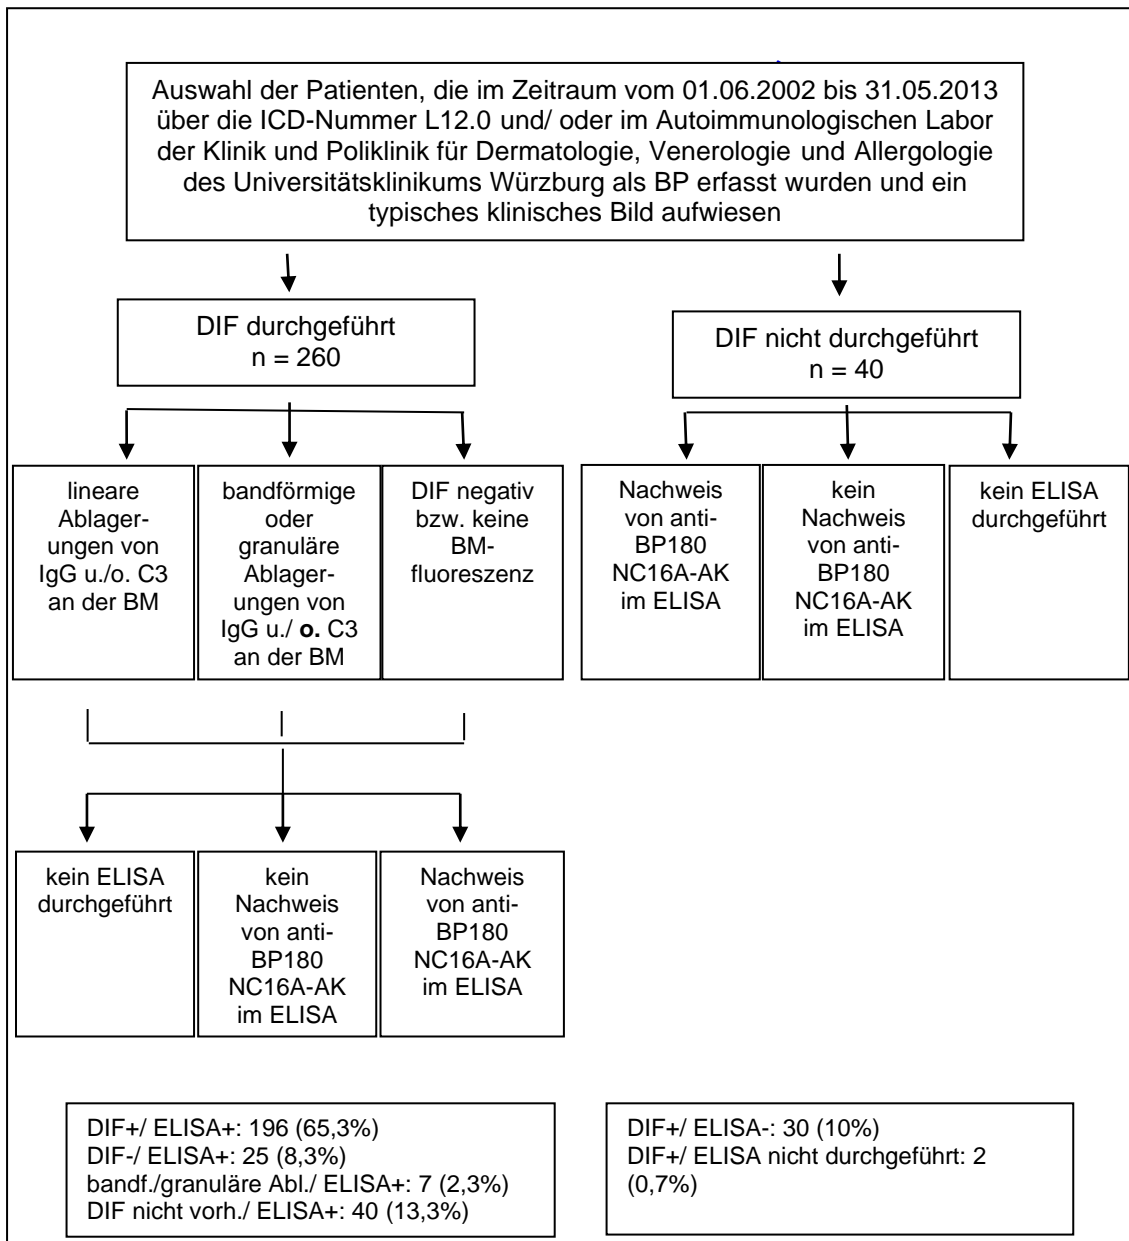 Auswahl der Patienten, die im Zeitraum vom 01.06.2002 bis 31.05.2013
über die ICD-Nummer L12.0 und/ oder im Autoimmunologischen Labor
der Klinik und Poliklinik für Dermatologie, Venerologie und Allergologie
des Universitätsklinikums Würzburg als BP erfasst wurden und ein
typisches klinisches Bild aufwiesen
DIF durchgeführt
n = 260
DIF nicht durchgeführt
n = 40
lineare
Ablager-
ungen von
IgG u./o. C3
an der BM
bandförmige
oder
granuläre
Ablager-
ungen von
IgG u./ o. C3
an der BM
DIF negativ
bzw. keine
BM-
fluoreszenz
Nachweis
von anti-
BP180
NC16A-AK
im ELISA
kein
Nachweis
von anti-
BP180
NC16A-AK
im ELISA
kein ELISA
durchgeführt
kein ELISA
durchgeführt
kein
Nachweis
von anti-
BP180
NC16A-AK
im ELISA
Nachweis
von anti-
BP180
NC16A-AK
im ELISA
DIF+/ ELISA+: 196 (65,3%)
DIF-/ ELISA+: 25 (8,3%)
bandf./granuläre Abl./ ELISA+: 7 (2,3%)
DIF nicht vorh./ ELISA+: 40 (13,3%)
DIF+/ ELISA-: 30 (10%)
DIF+/ ELISA nicht durchgeführt: 2
(0,7%)